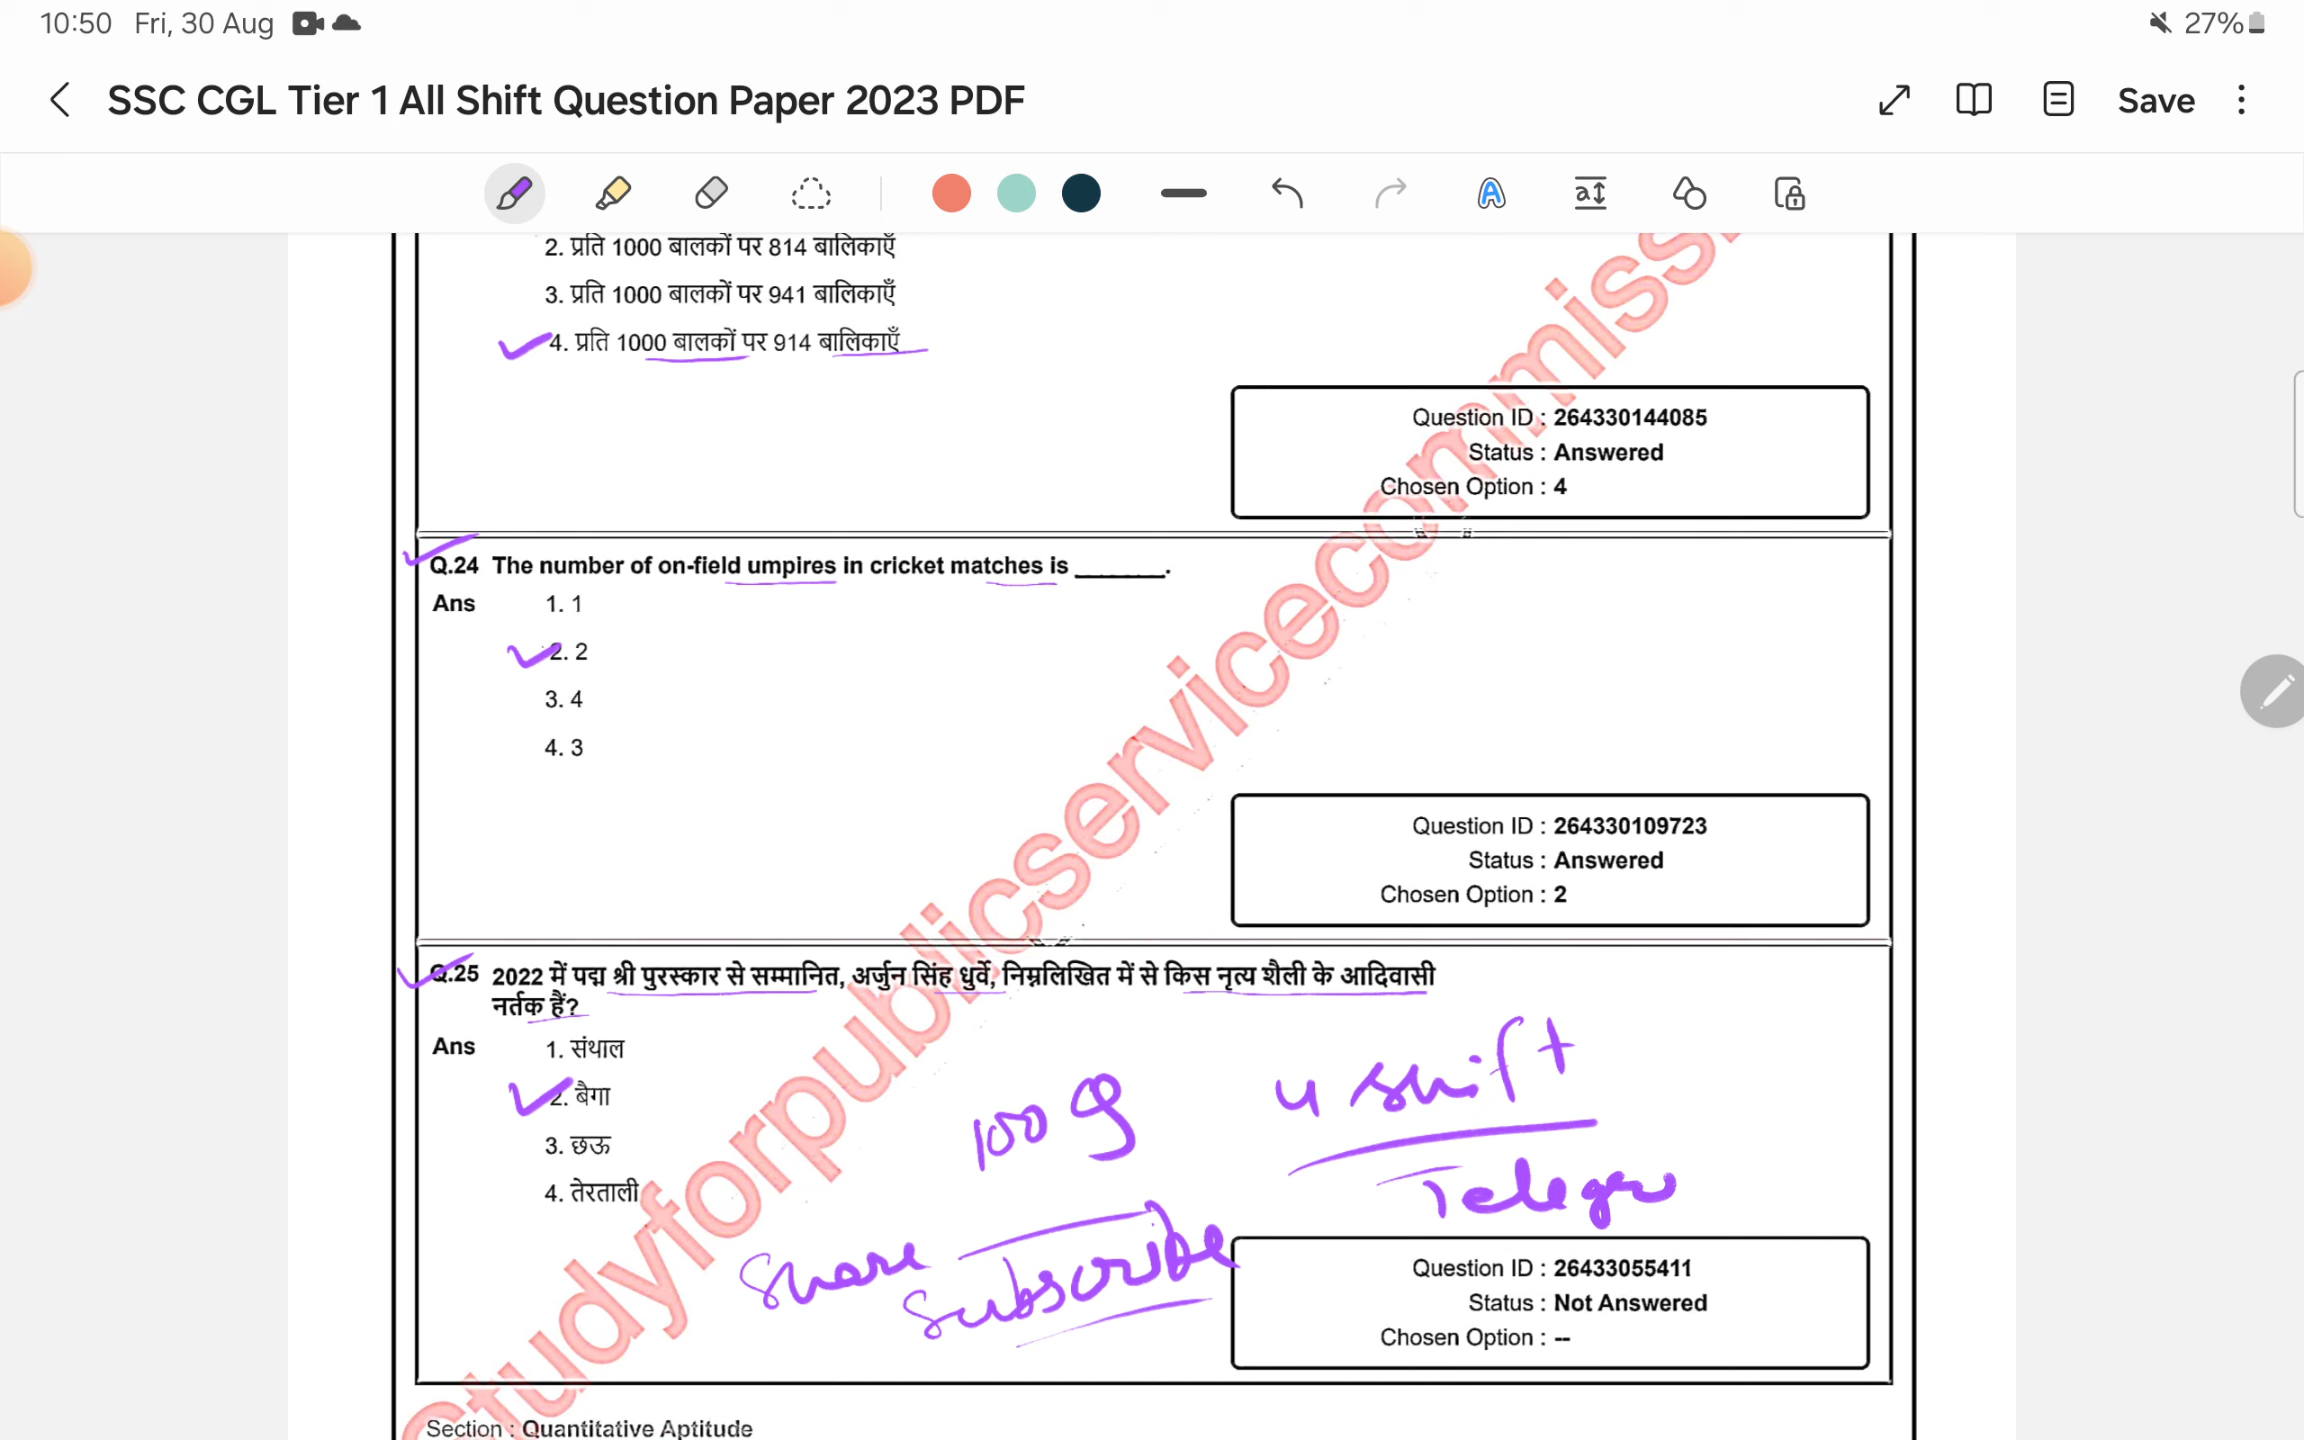 10:50 Fri, 30 Aug
27%
SSC CGL Tier 1 All Shift Question Paper 2023 PDF
Save
2. प्रति 1000 बालकों पर 814 बालिकाएँ
3. प्रति 1000 बालकों पर 941 बालिकाएँ
4. प्रति 1000 बालकों पर 914 बालिकाएँ
Question ID : 264330144085
Status : Answered
Chosen Option : 4
Q.24 The number of on-field umpires in cricket matches is _______.
Ans 1. 1
2. 2
3. 4
4. 3
Question ID : 264330109723
Status : Answered
Chosen Option : 2
Q.25 2022 में पद्म श्री पुरस्कार से सम्मानित, अर्जुन सिंह धुर्वे, निम्नलिखित में से किस नृत्य शैली के आदिवासी
नर्तक हैं?
Ans 1. संथाल
2. बैगा
3. छऊ
4. तेरताली
100 Q
4 shift
Share
Subscribe
Question ID : 26433055411
Status : Not Answered
Chosen Option : --
Section : Quantitative Aptitude
studyforpublicservicecommiss